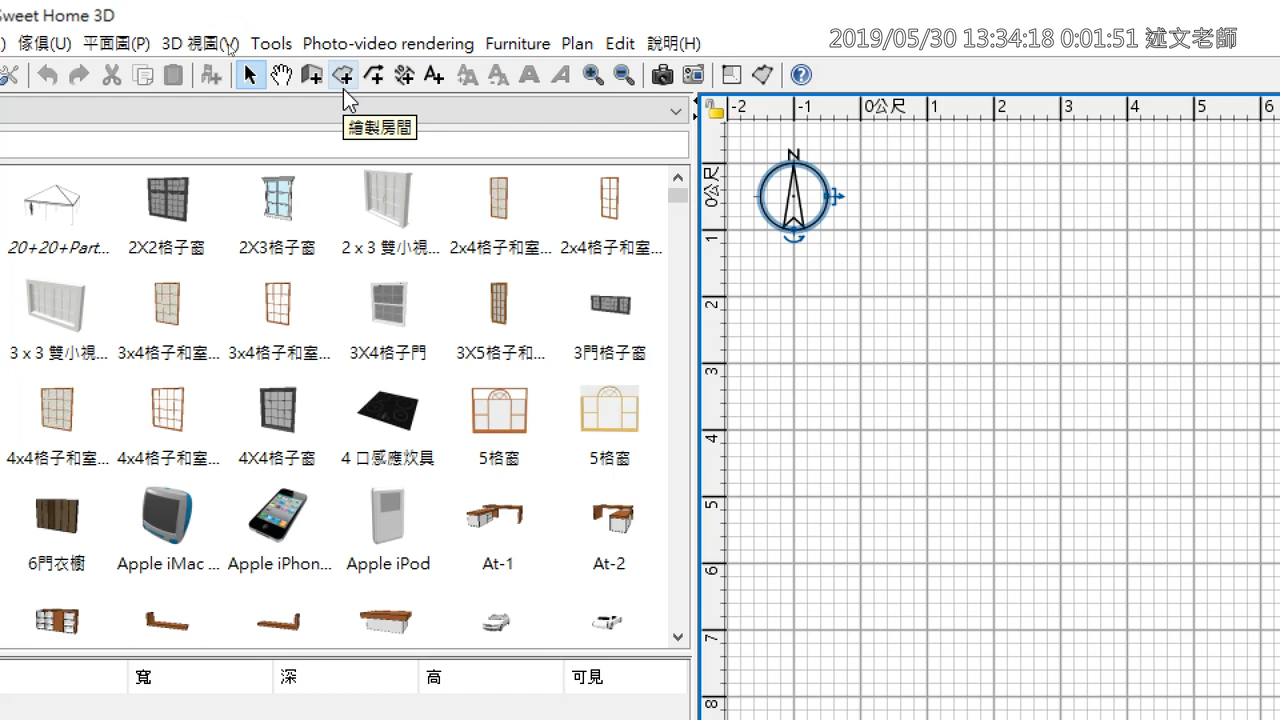 Sweet Home 3D
) 傢俱(U) 平面圖(P) 3D 視圖(V) Tools Photo-video rendering Furniture Plan Edit 說明(H)
2019/05/30 13:34:18 0:01:51 述文老師
繪製房間
-2 -1 0公尺 1 2 3 4 5 6
N
0公尺
1
2
3
4
5
6
7
8
20+20+Part... 2X2格子窗 2X3格子窗 2 x 3 雙小視... 2x4格子和室... 2x4格子和室...
3 x 3 雙小視... 3x4格子和室... 3x4格子和室... 3X4格子門 3X5格子和... 3門格子窗
4x4格子和室... 4x4格子和室... 4X4格子窗 4 口感應炊具 5格窗 5格窗
6門衣櫥 Apple iMac ... Apple iPhon... Apple iPod At-1 At-2
寬 深 高 可見